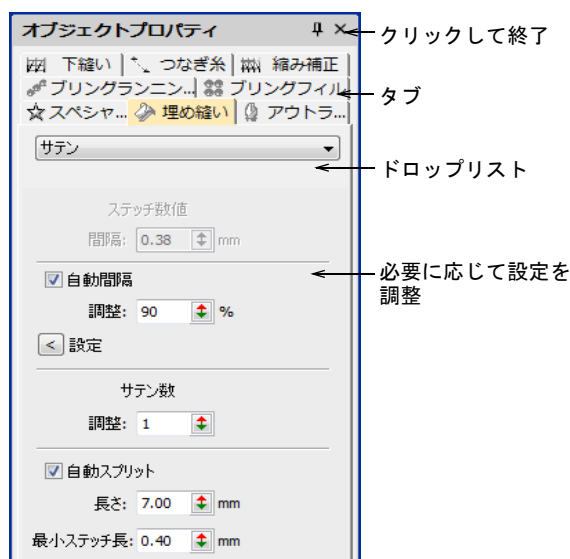 オブジェクトプロパティ
クリックして終了
下縫い つなぎ糸 縮み補正
ブリングランニン... ブリングフィル
タブ
スペシャ... 埋め縫い アウトラ...
サテン
ドロップリスト
ステッチ数値
間隔: 0.38 mm
自動間隔
必要に応じて設定を
調整
調整: 90 %
< 設定
サテン数
調整: 1
自動スプリット
長さ: 7.00 mm
最小ステッチ長: 0.40 mm